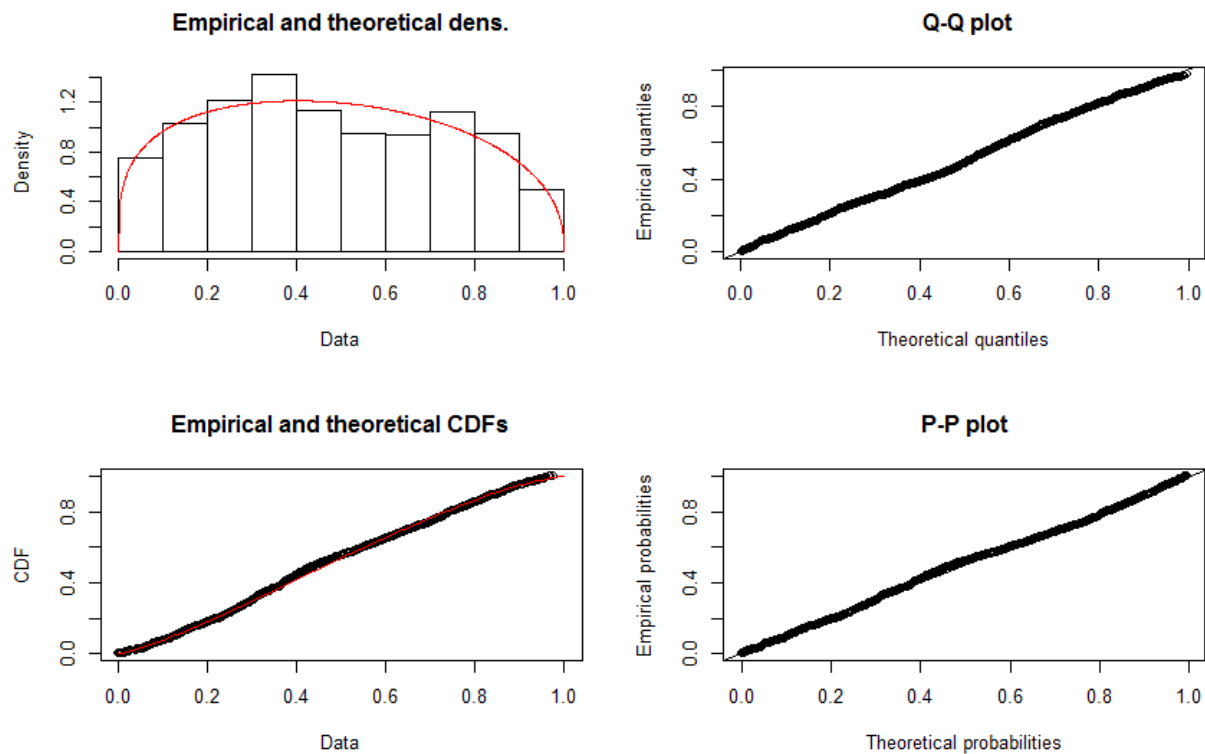 Empirical and theoretical dens.
Density
0.0 0.4 0.8 1.2
0.0 0.2 0.4 0.6 0.8 1.0
Data
Q-Q plot
Empirical quantiles
0.0 0.4 0.8
0.0 0.2 0.4 0.6 0.8 1.0
Theoretical quantiles
Empirical and theoretical CDFs
CDF
0.0 0.4 0.8
0.0 0.2 0.4 0.6 0.8 1.0
Data
P-P plot
Empirical probabilities
0.0 0.4 0.8
0.0 0.2 0.4 0.6 0.8 1.0
Theoretical probabilities